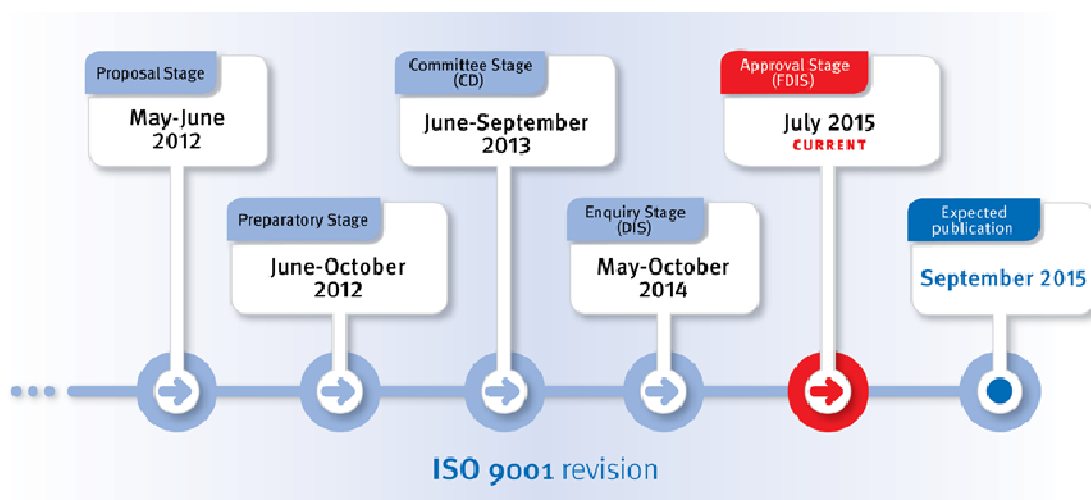 Proposal Stage
May-June
2012
Preparatory Stage
June-October
2012
Committee Stage
(CD)
June-September
2013
Enquiry Stage
(DIS)
May-October
2014
Approval Stage
(FDIS)
July 2015
CURRENT
Expected
publication
September 2015
ISO 9001 revision